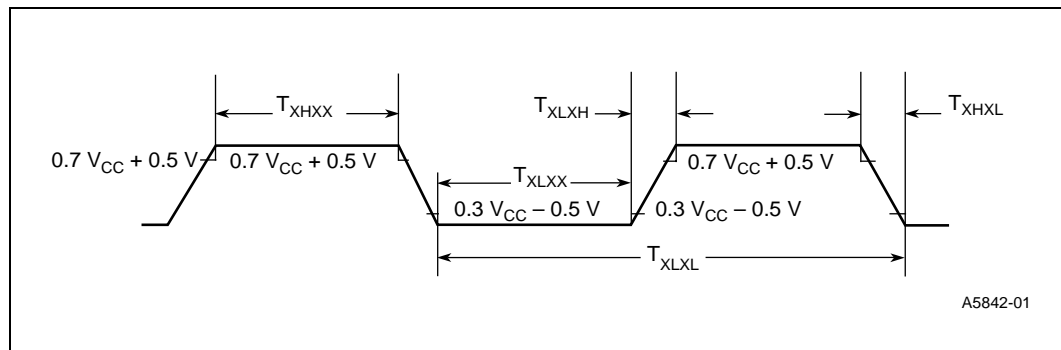 T_XHXX
T_XLXH
T_XHXL
0.7 V_CC + 0.5 V
0.7 V_CC + 0.5 V
0.7 V_CC + 0.5 V
T_XLXX
0.3 V_CC – 0.5 V
0.3 V_CC – 0.5 V
T_XLXL
A5842-01